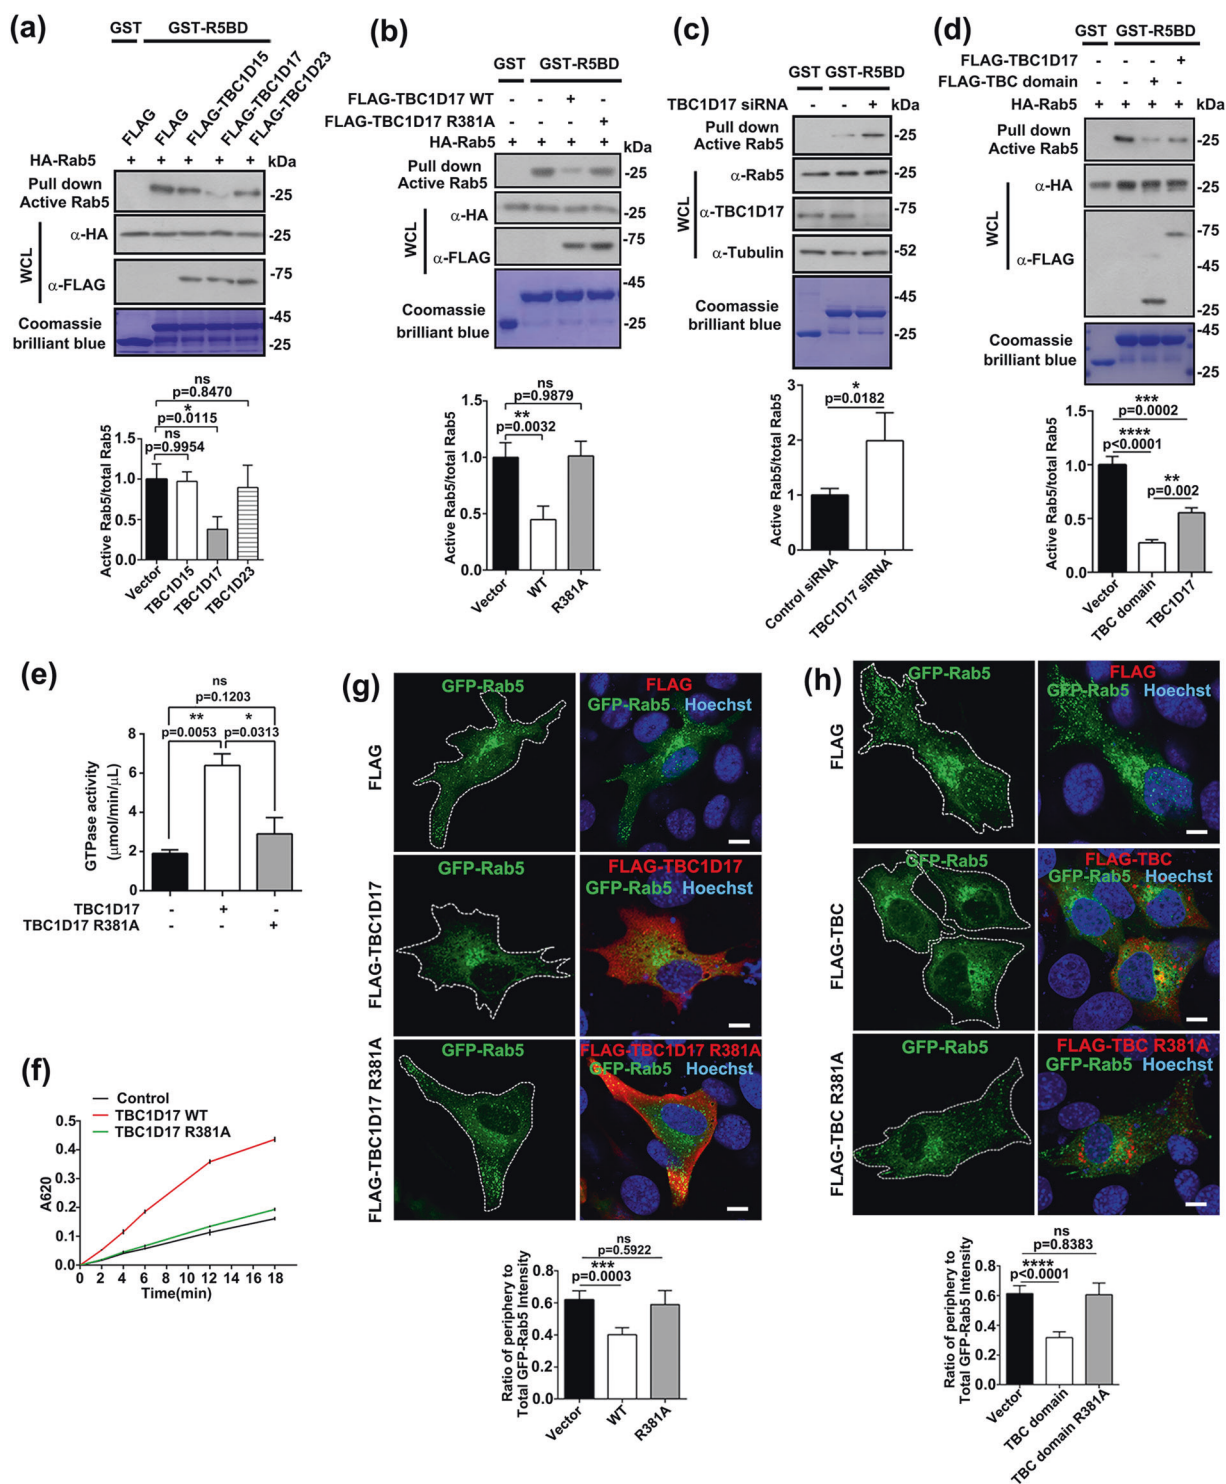 (a)
GST GST-R5BD
FLAG FLAG FLAG-TBC1D15 FLAG-TBC1D17 FLAG-TBC1D23
HA-Rab5 + + + + + kDa
Pull down
Active Rab5 -25
WCL
α-HA -25
α-FLAG -75
Coomassie
brilliant blue
-45
-25
ns
p=0.8470
*
p=0.0115
ns
p=0.9954
Active Rab5/total Rab5
1.5
1.0
0.5
0.0
Vector TBC1D15 TBC1D17 TBC1D23
(b)
GST GST-R5BD
FLAG-TBC1D17 WT - - + -
FLAG-TBC1D17 R381A - - - +
HA-Rab5 + + + + kDa
Pull down
Active Rab5 -25
WCL
α-HA -25
α-FLAG -75
-45
Coomassie
brilliant blue -25
ns
p=0.9879
**
p=0.0032
Active Rab5/total Rab5
1.5
1.0
0.5
0.0
Vector WT R381A
(c)
GST GST-R5BD
TBC1D17 siRNA - - + kDa
Pull down
Active Rab5 -25
WCL
α-Rab5 -25
α-TBC1D17 -75
α-Tubulin -52
Coomassie
brilliant blue
-45
-25
*
p=0.0182
Active Rab5/total Rab5
3
2
1
0
Control siRNA TBC1D17 siRNA
(d)
GST GST-R5BD
FLAG-TBC1D17 - - - +
FLAG-TBC domain - - + -
HA-Rab5 + + + + kDa
Pull down
Active Rab5 -25
WCL
α-HA -25
-75
α-FLAG
-45
-25
Coomassie
brilliant blue
-45
-25
***
p=0.0002
****
p<0.0001
**
p=0.002
Active Rab5/total Rab5
1.5
1.0
0.5
0.0
Vector TBC domain TBC1D17
(e)
ns
p=0.1203
** *
p=0.0053 p=0.0313
GTPase activity
(μmol/min/μL)
8
6
4
2
0
TBC1D17 - + -
TBC1D17 R381A - - +
(f)
Control
TBC1D17 WT
TBC1D17 R381A
A620
0.5
0.4
0.3
0.2
0.1
0.0
0 2 4 6 8 10 12 14 16 18
Time(min)
(g)
FLAG
GFP-Rab5
FLAG
GFP-Rab5 Hoechst
FLAG-TBC1D17
GFP-Rab5
FLAG-TBC1D17
GFP-Rab5 Hoechst
FLAG-TBC1D17 R381A
GFP-Rab5
FLAG-TBC1D17 R381A
GFP-Rab5 Hoechst
ns
p=0.5922
***
p=0.0003
Ratio of periphery to
Total GFP-Rab5 Intensity
0.8
0.6
0.4
0.2
0.0
Vector WT R381A
(h)
FLAG
GFP-Rab5
FLAG
GFP-Rab5 Hoechst
FLAG-TBC
GFP-Rab5
FLAG-TBC
GFP-Rab5 Hoechst
FLAG-TBC R381A
GFP-Rab5
FLAG-TBC R381A
GFP-Rab5 Hoechst
ns
p=0.8383
****
p<0.0001
Ratio of periphery to
Total GFP-Rab5 Intensity
0.8
0.6
0.4
0.2
0.0
Vector TBC domain TBC domain R381A